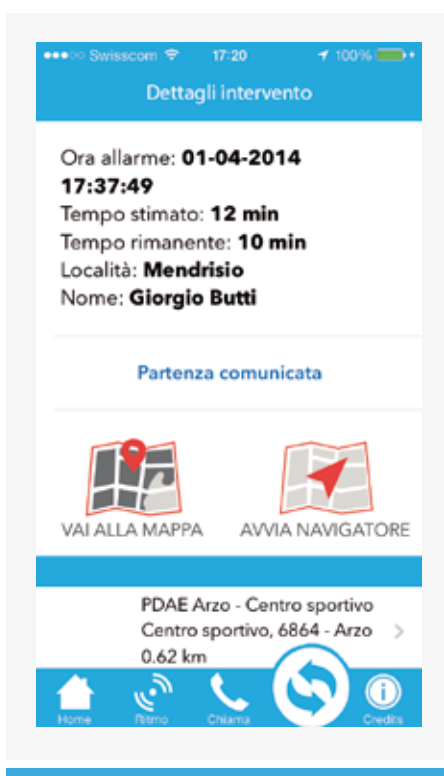 Swisscom 17:20 100%
Dettagli intervento
Ora allarme: 01-04-2014
17:37:49
Tempo stimato: 12 min
Tempo rimanente: 10 min
Località: Mendrisio
Nome: Giorgio Butti
Partenza comunicata
VAI ALLA MAPPA AVVIA NAVIGATORE
PDAE Arzo - Centro sportivo
Centro sportivo, 6864 - Arzo
0.62 km
Home Ritmo Chiama Credits